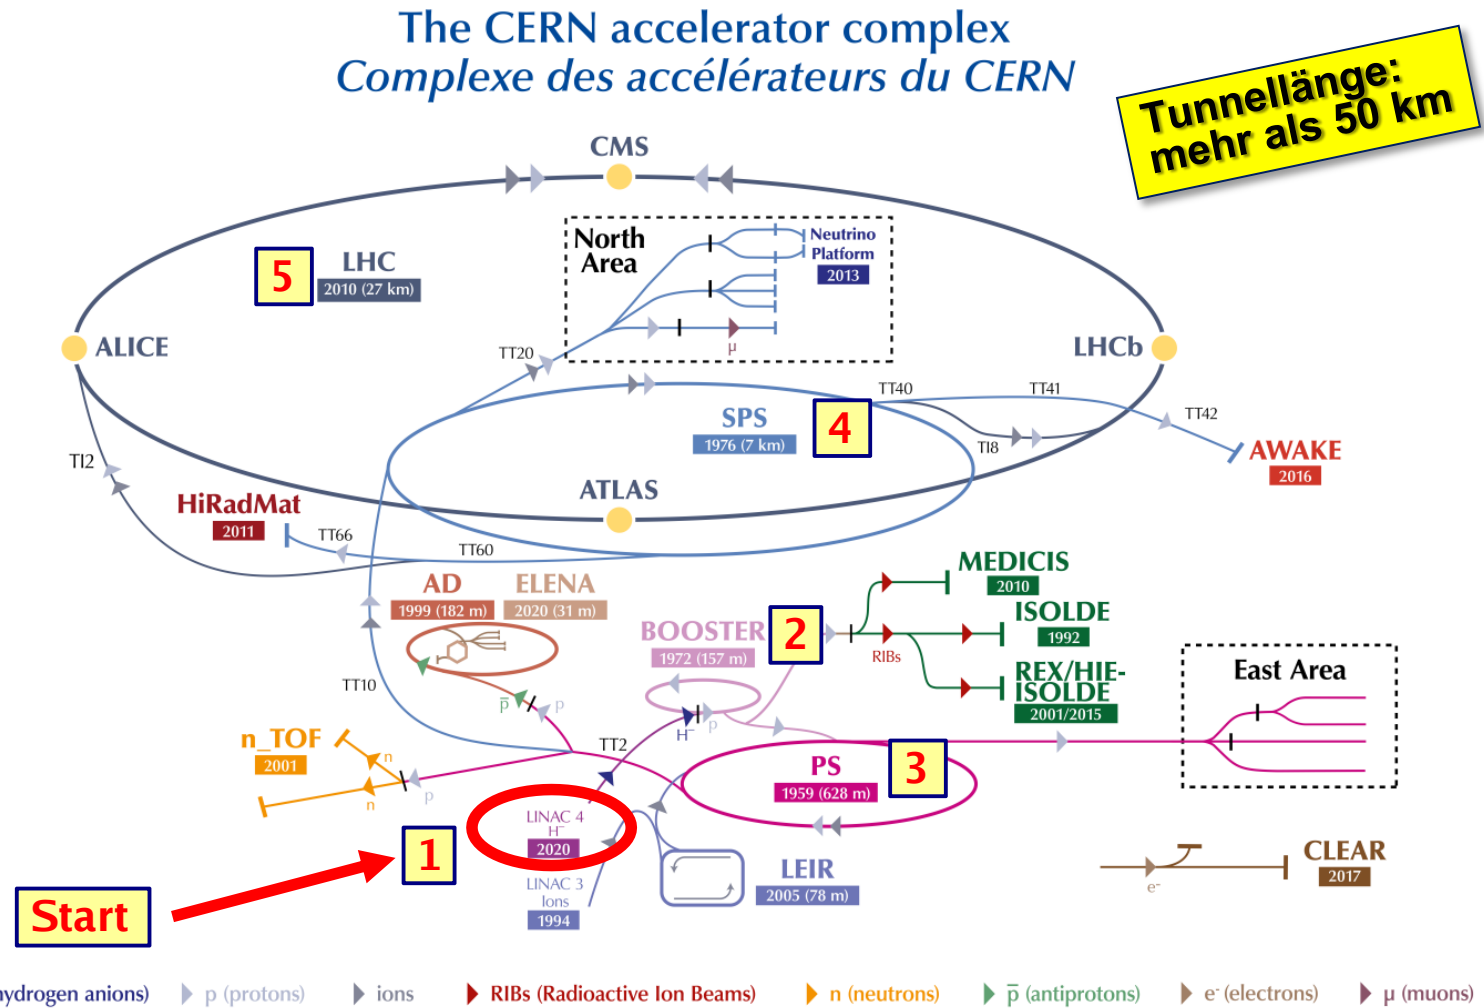 The CERN accelerator complex
Complexe des accélérateurs du CERN
Tunnellänge:
mehr als 50 km
CMS
North
Area
Neutrino
Platform
2013
5
LHC
2010 (27 km)
ALICE
LHCb
TT20
μ
TT40
TT41
TT42
SPS
1976 (7 km)
4
TI8
AWAKE
2016
TI2
ATLAS
HiRadMat
2011
TT66
TT60
AD
1999 (182 m)
ELENA
2020 (31 m)
BOOSTER
1972 (157 m)
2
RIBs
MEDICIS
2010
ISOLDE
1992
REX/HIE-
ISOLDE
2001/2015
East Area
TT10
p̅
p
H⁻
p
TT2
n_TOF
2001
n
n
p
PS
1959 (628 m)
3
LINAC 4
H⁻
2020
1
Start
LINAC 3
Ions
1994
LEIR
2005 (78 m)
e⁻
CLEAR
2017
hydrogen anions)
p (protons)
ions
RIBs (Radioactive Ion Beams)
n (neutrons)
p̅ (antiprotons)
e⁻ (electrons)
μ (muons)